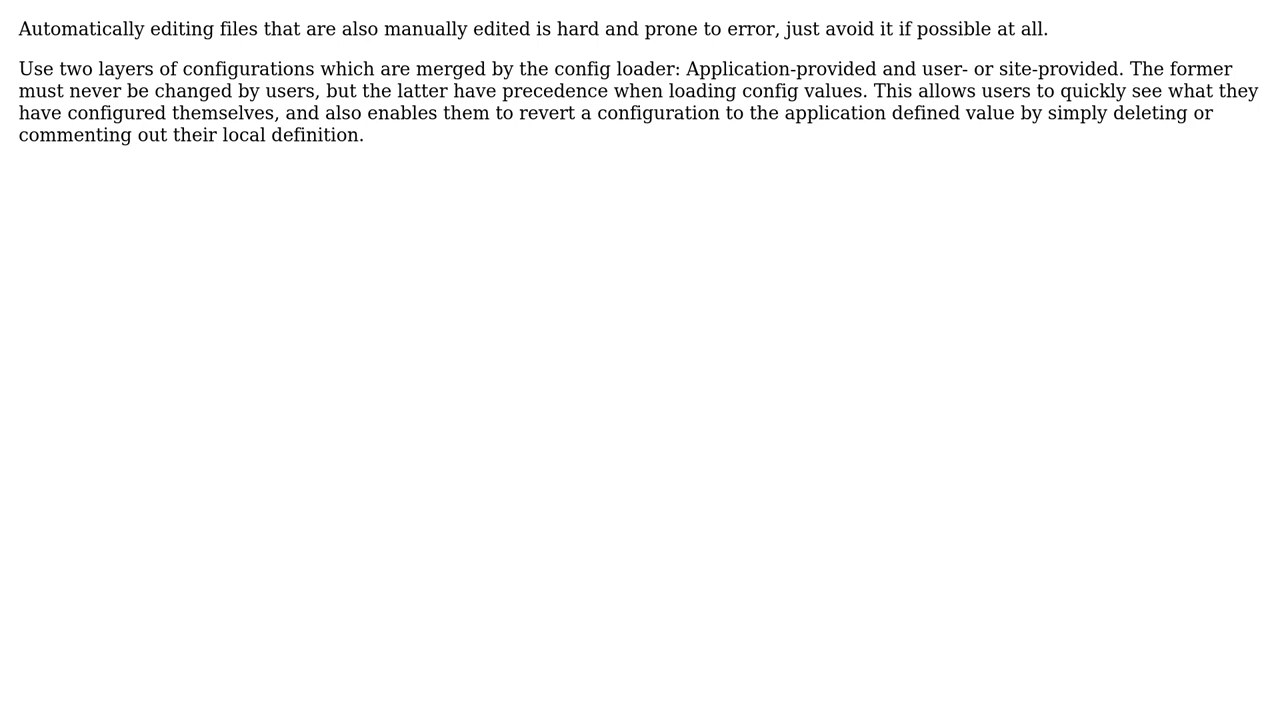 Automatically editing files that are also manually edited is hard and prone to error, just avoid it if possible at all.
Use two layers of configurations which are merged by the config loader: Application-provided and user- or site-provided. The former
must never be changed by users, but the latter have precedence when loading config values. This allows users to quickly see what they
have configured themselves, and also enables them to revert a configuration to the application defined value by simply deleting or
commenting out their local definition.